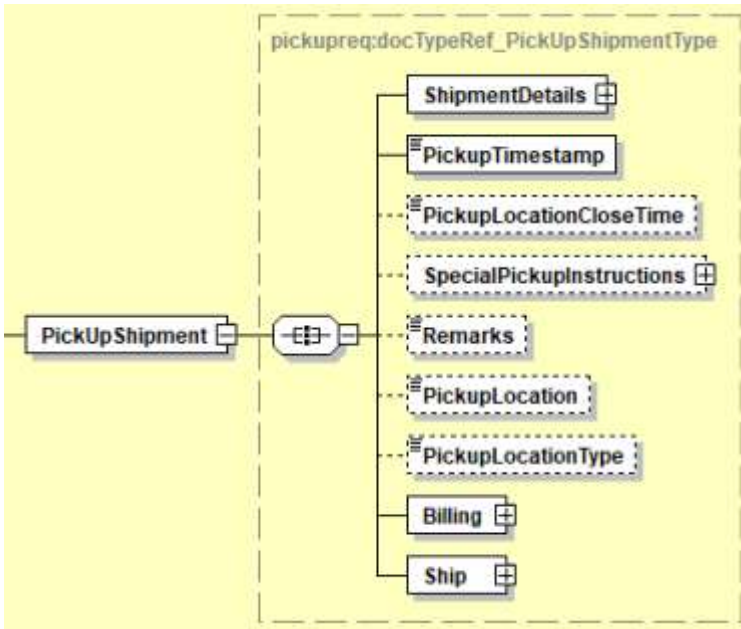 pickupreq:docTypeRef_PickUpShipmentType
ShipmentDetails
PickupTimestamp
PickupLocationCloseTime
SpecialPickupInstructions
PickUpShipment
Remarks
PickupLocation
PickupLocationType
Billing
Ship